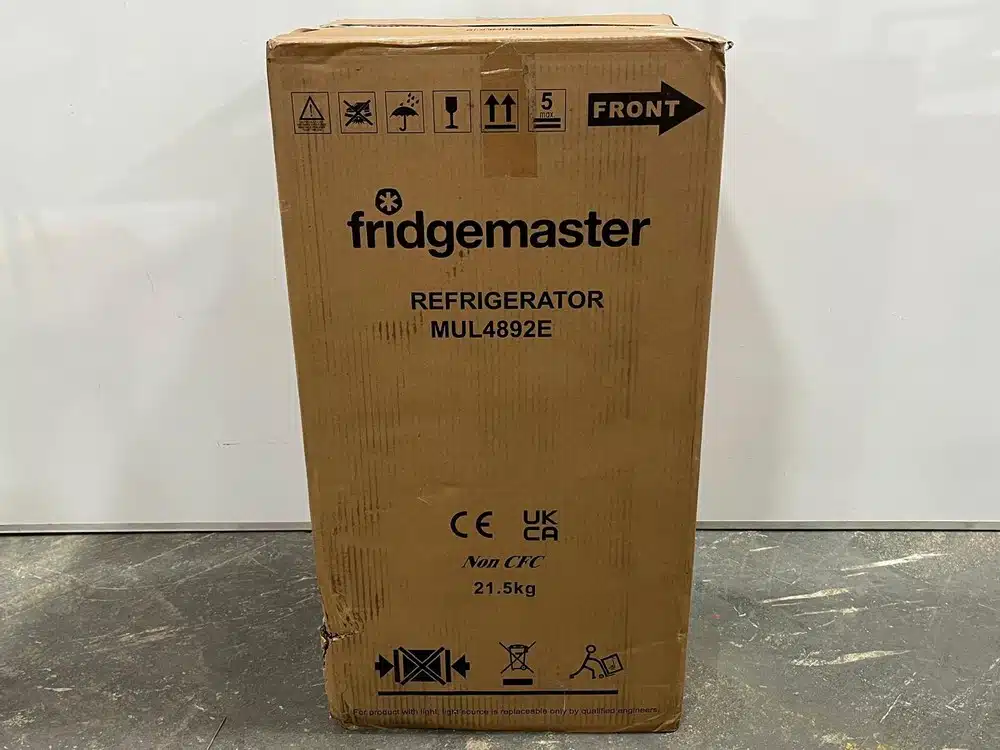 5
max
FRONT
fridgemaster
REFRIGERATOR
MUL4892E
CE UK
CA
Non CFC
21.5kg
For product with light, light source is replaceable only by qualified engineers.